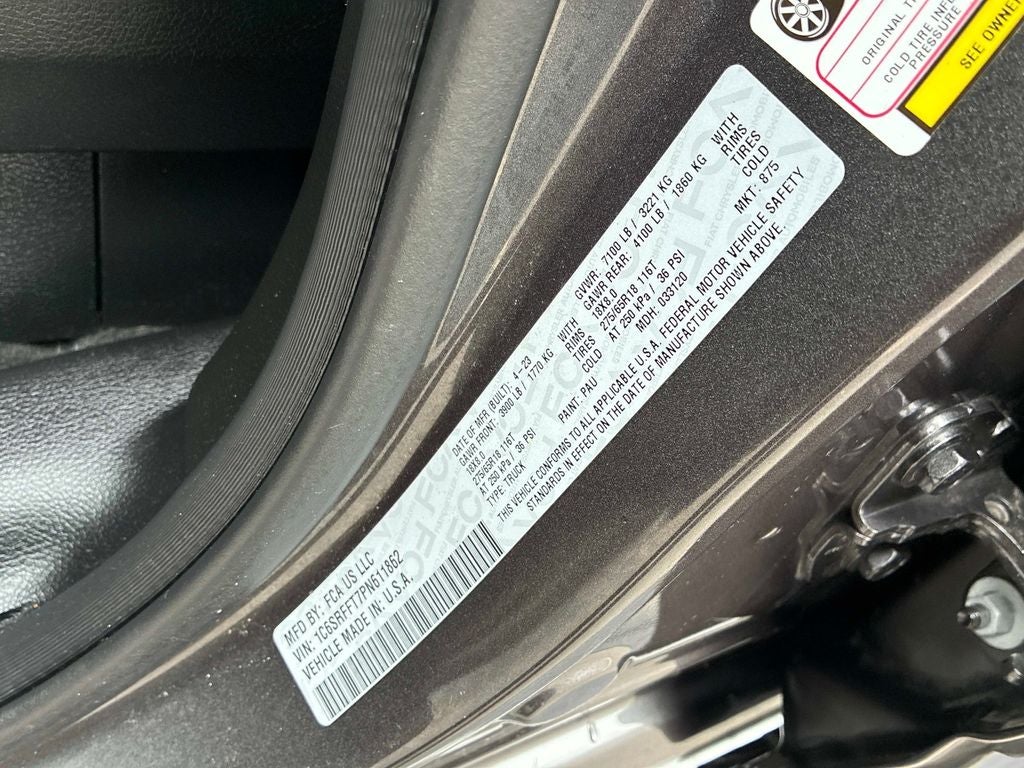 ORIGINAL
COLD TIRE
PRESSURE
SEE OWNER
MFD BY: FCA US LLC
DATE OF MFR (BUILT): 4-23
GVWR: 7100 LB / 3221 KG
VIN: 1C6SRFFT7PN611862
GAWR FRONT: 3900 LB / 1770 KG WITH
GAWR REAR: 4100 LB / 1860 KG WITH
VEHICLE MADE IN: U.S.A.
18X8.0 RIMS
18X8.0 RIMS
275/65R18 116T TIRES
275/65R18 116T TIRES
AT 250 kPa / 36 PSI COLD
AT 250 kPa / 36 PSI COLD
TYPE: TRUCK
PAINT: PAU
MDH: 033120
MKT: 875
THIS VEHICLE CONFORMS TO ALL APPLICABLE U.S.A. FEDERAL MOTOR VEHICLE SAFETY
STANDARDS IN EFFECT ON THE DATE OF MANUFACTURE SHOWN ABOVE.